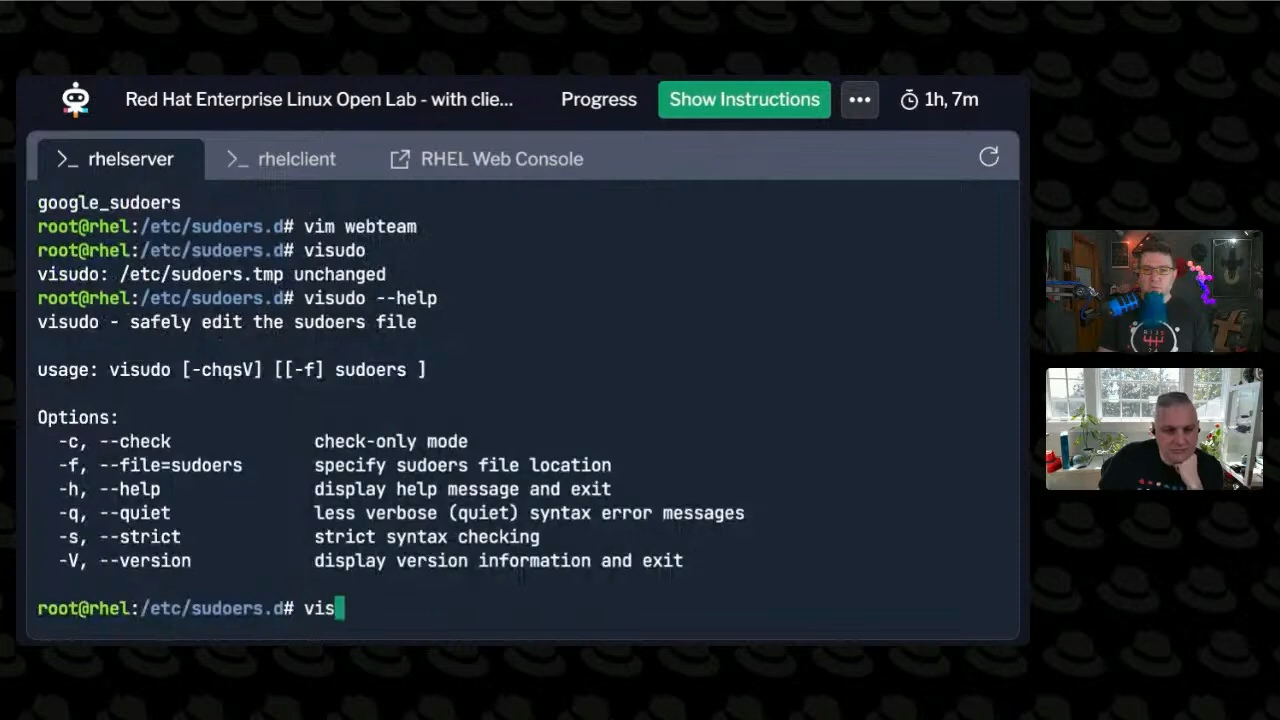 Red Hat Enterprise Linux Open Lab - with clie...
Progress
Show Instructions
1h, 7m
>_ rhelserver
>_ rhelclient
RHEL Web Console
google_sudoers
root@rhel:/etc/sudoers.d# vim webteam
root@rhel:/etc/sudoers.d# visudo
visudo: /etc/sudoers.tmp unchanged
root@rhel:/etc/sudoers.d# visudo --help
visudo - safely edit the sudoers file
usage: visudo [-chqsV] [[-f] sudoers ]
Options:
-c, --check check-only mode
-f, --file=sudoers specify sudoers file location
-h, --help display help message and exit
-q, --quiet less verbose (quiet) syntax error messages
-s, --strict strict syntax checking
-V, --version display version information and exit
root@rhel:/etc/sudoers.d# vis